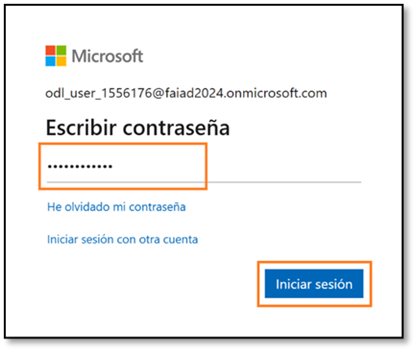 Microsoft
odl_user_1556176@faiad2024.onmicrosoft.com
Escribir contraseña
••••••••••••
He olvidado mi contraseña
Iniciar sesión con otra cuenta
Iniciar sesión